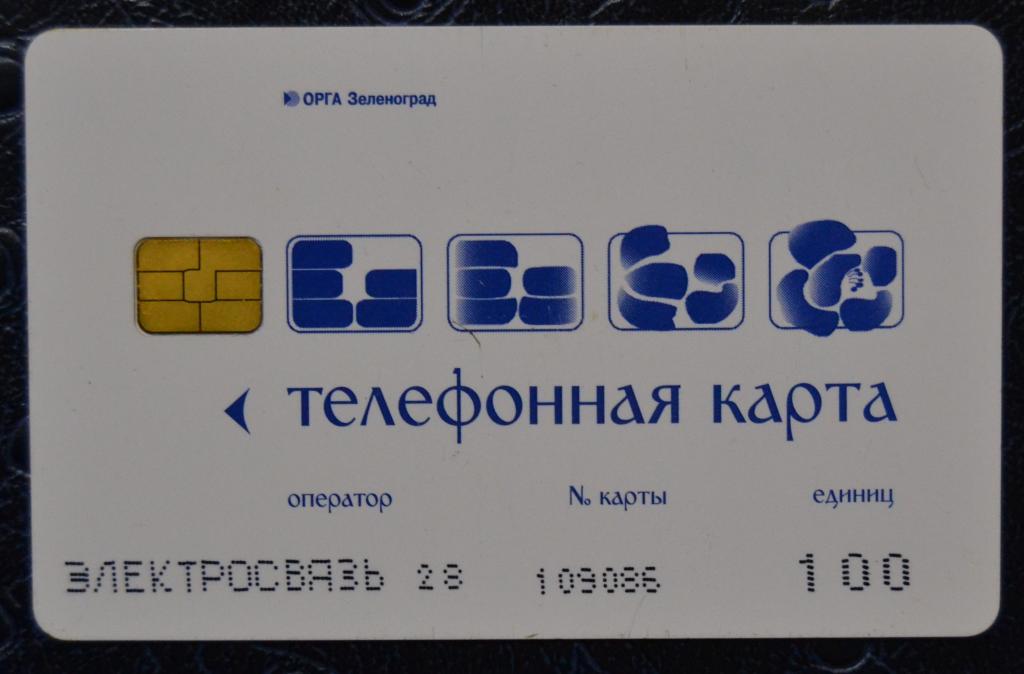 ОРГА Зеленоград
телефонная карта
оператор № карты единиц
ЭЛЕКТРОСВЯЗЬ 28 109086 100